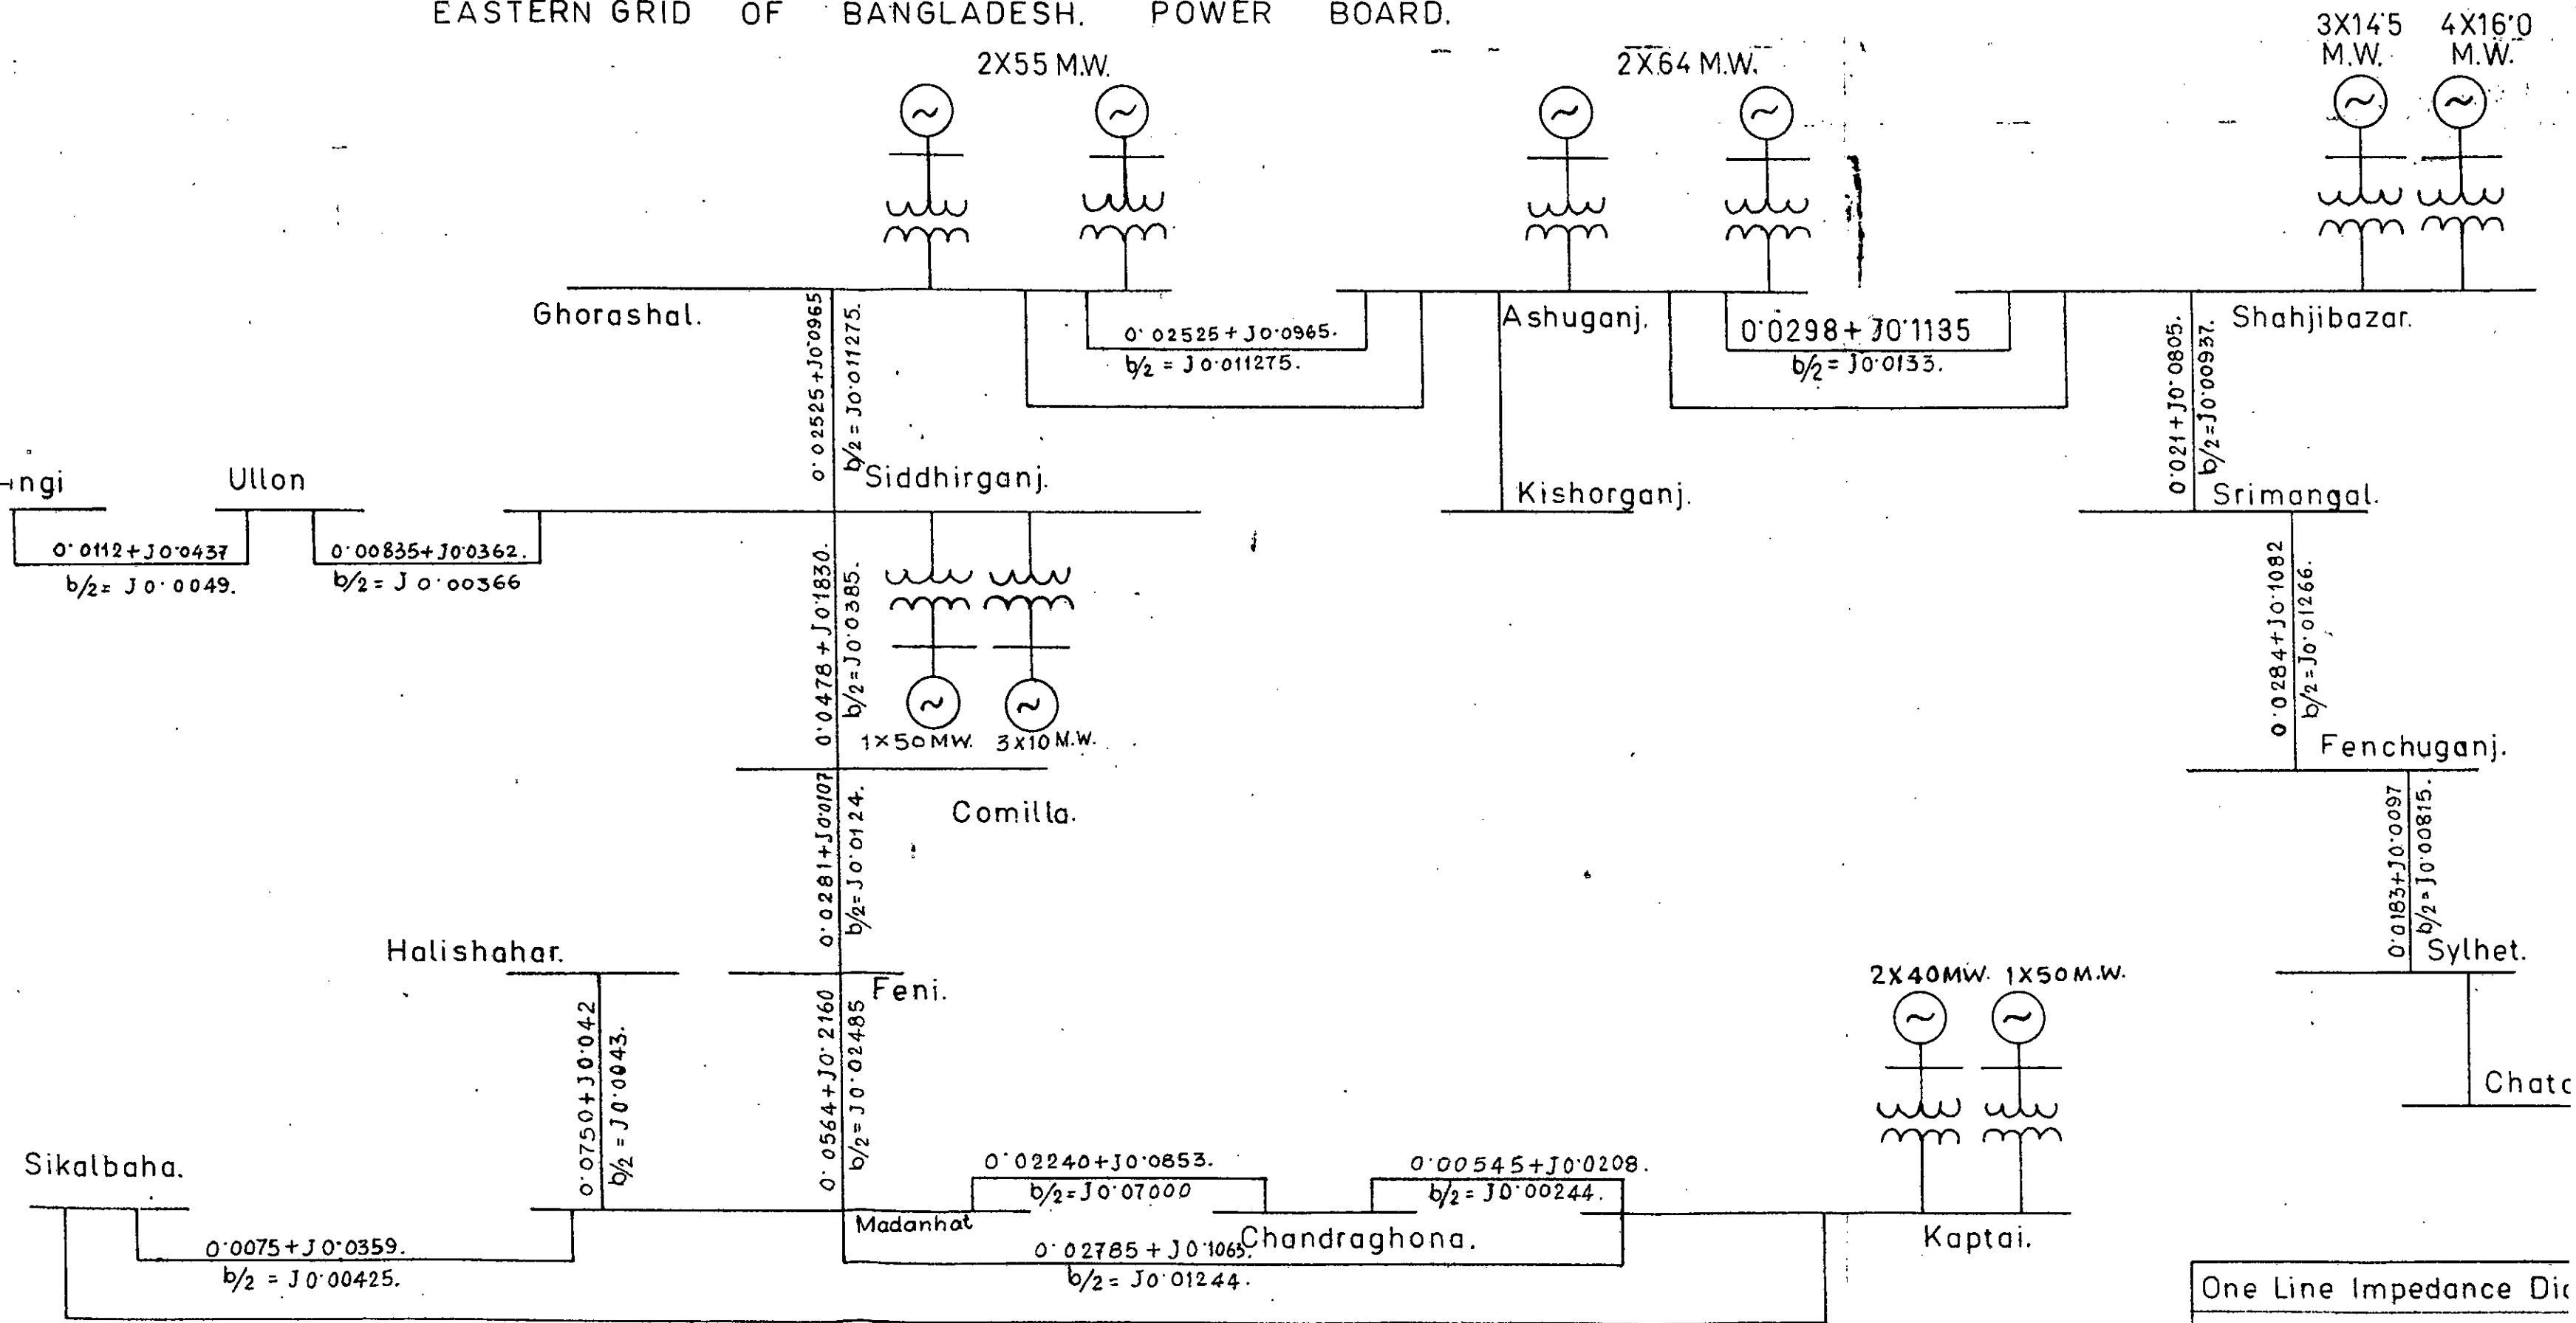 EASTERN GRID OF BANGLADESH. POWER BOARD.
3X14·5 4X16·0
M.W. M.W.
2X55 M.W.
2X64 M.W.
Ghorashal.
0·02525+J0·0965
b/2 = J0·011275.
0·02525+J0·0965.
b/2 = J0·011275.
Ashuganj.
0·0298+J0·1135
b/2 = J0·0133.
Shahjibazar.
0·021+J0·0805.
b/2=J0·00937.
ngi
Ullon
Siddhirganj.
Kishorganj.
Srimangal.
0·0112+J0·0437
b/2= J0·0049.
0·00835+J0·0362.
b/2= J0·00366
0·0478+J0·1830.
b/2=J0·0385.
1X50MW. 3X10M.W.
0·0284+J0·1082
b/2=J0·01266.
Fenchuganj.
Comilla.
0·0281+J0·0107
b/2=J0·0124.
0·0183+J0·0097
b/2=J0·00815.
Halishahar.
Feni.
Sylhet.
2X40MW. 1X50M.W.
0·0750+J0·042
b/2=J0·0043.
0·0564+J0·2160
b/2=J0·02485
Chata
Sikalbaha.
0·02240+J0·0853.
b/2=J0·07000
0·00545+J0·0208.
b/2=J0·00244.
Madanhat
Chandraghona.
Kaptai.
0·0075+J0·0359.
b/2 = J0·00425.
0·02785+J0·1063.
b/2= J0·01244.
One Line Impedance Dia